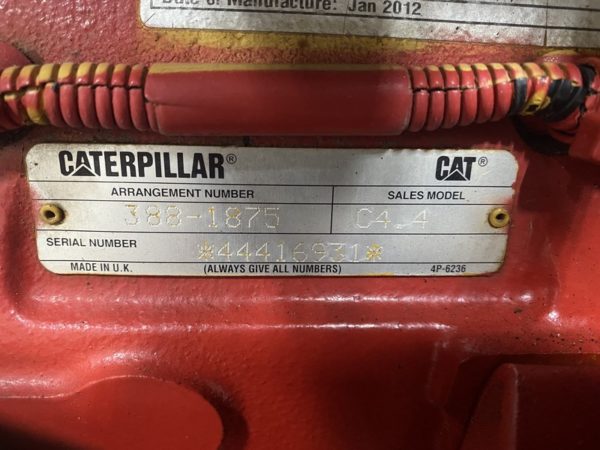 Date of Manufacture: Jan 2012
CATERPILLAR® CAT®
ARRANGEMENT NUMBER SALES MODEL
388-1875 C4.4
SERIAL NUMBER
*44416931*
MADE IN U.K. (ALWAYS GIVE ALL NUMBERS) 4P-6236